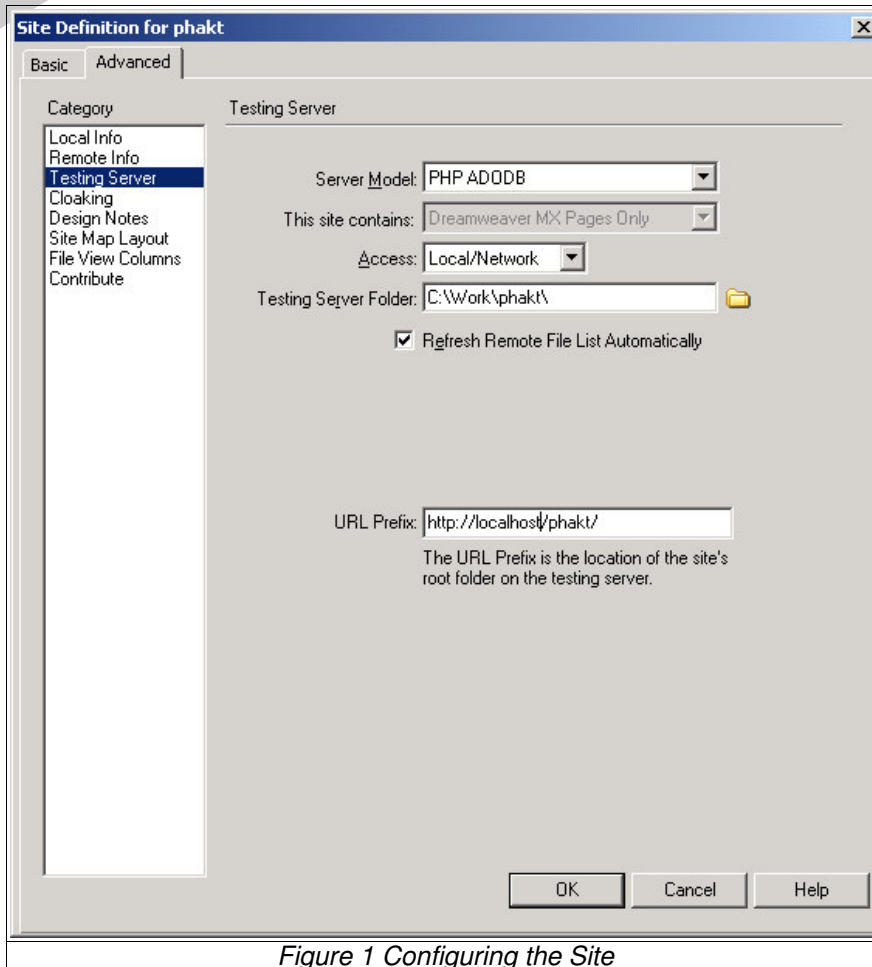 Site Definition for phakt
Basic
Advanced
Category
Local Info
Remote Info
Testing Server
Cloaking
Design Notes
Site Map Layout
File View Columns
Contribute
Testing Server
Server Model: PHP ADODB
This site contains: Dreamweaver MX Pages Only
Access: Local/Network
Testing Server Folder: C:\Work\phakt\
Refresh Remote File List Automatically
URL Prefix: http://localhost/phakt/
The URL Prefix is the location of the site's
root folder on the testing server.
OK Cancel Help
Figure 1 Configuring the Site